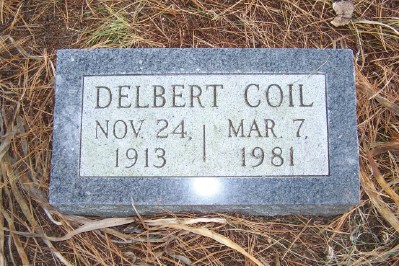 DELBERT COIL
NOV. 24, MAR. 7,
1913 1981